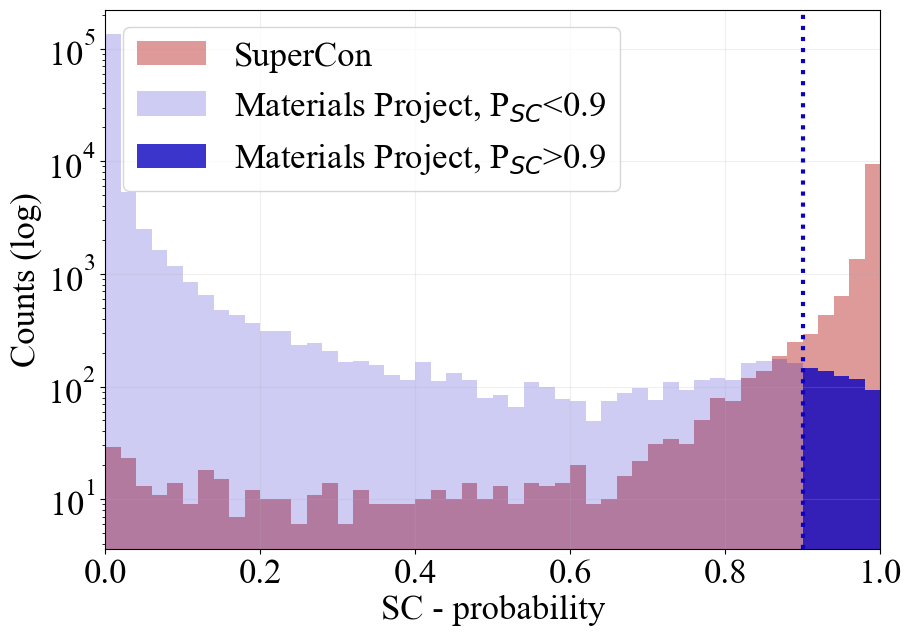 SuperCon
Materials Project, P_SC<0.9
Materials Project, P_SC>0.9
Counts (log)
10^5
10^4
10^3
10^2
10^1
0.0 0.2 0.4 0.6 0.8 1.0
SC - probability